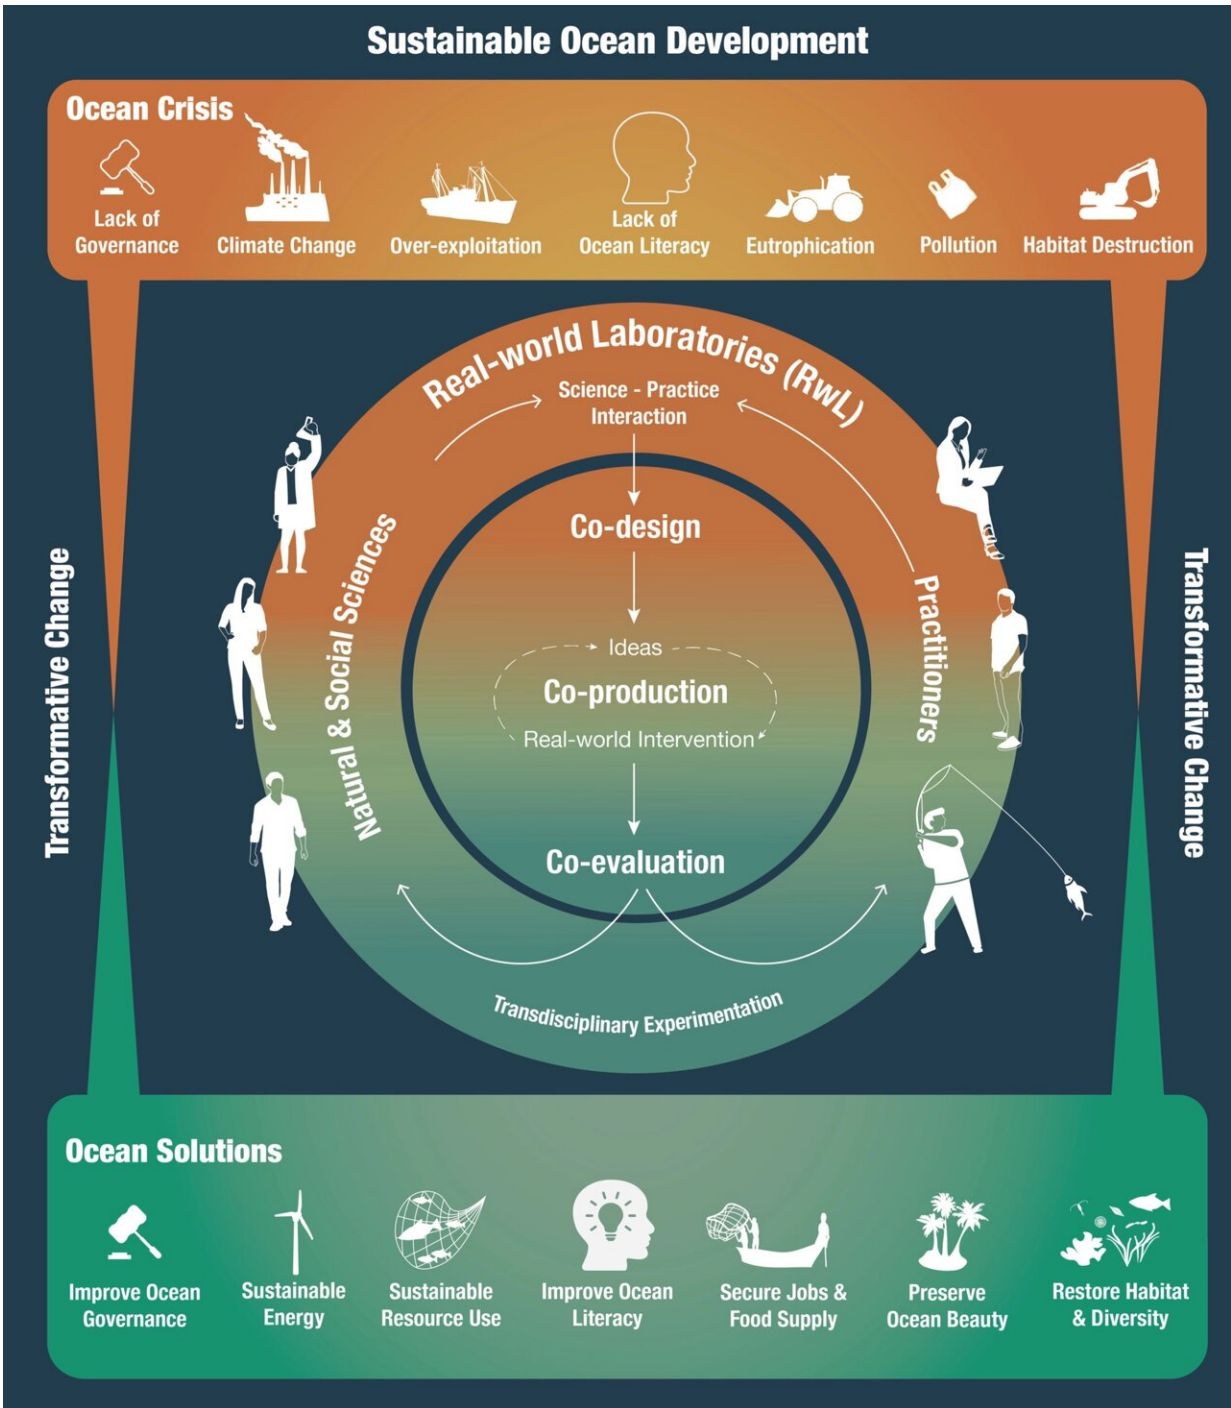 Sustainable Ocean Development
Ocean Crisis
Lack of
Governance
Climate Change
Over-exploitation
Lack of
Ocean Literacy
Eutrophication
Pollution
Habitat Destruction
Real-world Laboratories (RwL)
Science - Practice
Interaction
Co-design
Ideas
Co-production
Real-world Intervention
Co-evaluation
Natural & Social Sciences
Practitioners
Transdisciplinary Experimentation
Transformative Change
Transformative Change
Ocean Solutions
Improve Ocean
Governance
Sustainable
Energy
Sustainable
Resource Use
Improve Ocean
Literacy
Secure Jobs &
Food Supply
Preserve
Ocean Beauty
Restore Habitat
& Diversity